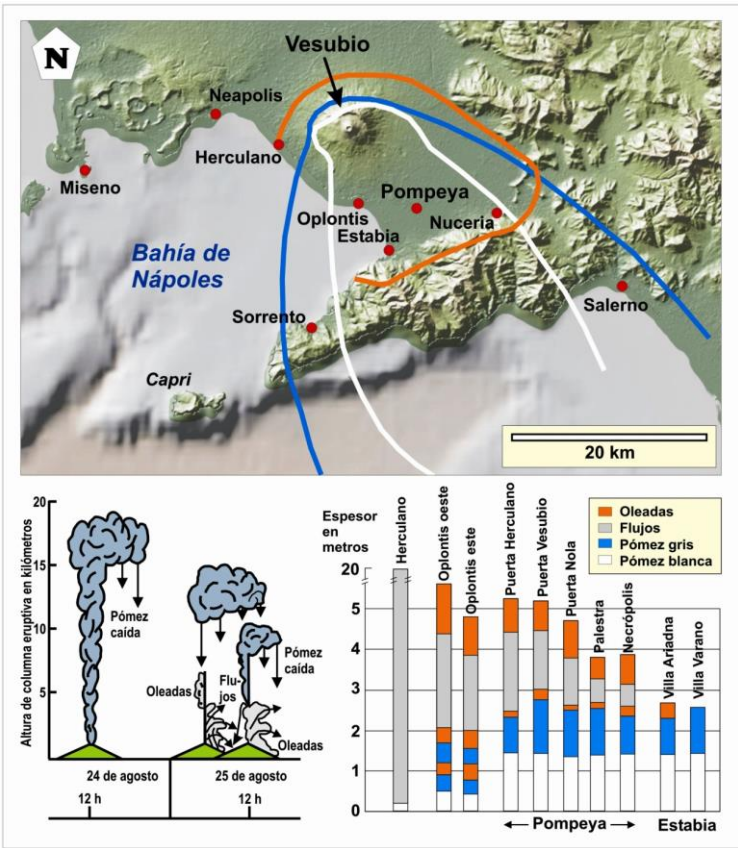 N
Vesubio
Neapolis
Herculano
Miseno
Pompeya
Oplontis
Nuceria
Estabia
Bahía de
Nápoles
Salerno
Sorrento
Capri
20 km
Altura de columna eruptiva en kilómetros
20
15
10
5
Pómez
caída
Oleadas
Flu-
jos
Pómez
caída
Oleadas
24 de agosto
25 de agosto
12 h
12 h
Espesor
en
metros
20
5
4
3
2
1
0
Herculano
Oplontis oeste
Oplontis este
Puerta Herculano
Puerta Vesubio
Puerta Nola
Palestra
Necrópolis
Villa Ariadna
Villa Varano
Oleadas
Flujos
Pómez gris
Pómez blanca
Pompeya
Estabia